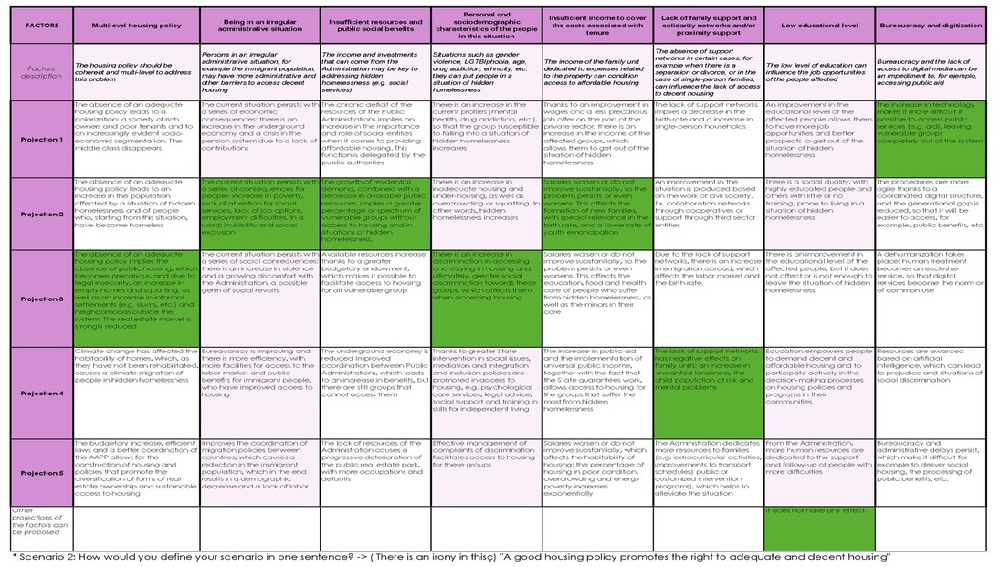 FACTORS
Multilevel housing policy
Being in an irregular
administrative situation
Insufficient resources and
public social benefits
Personal and
sociodemographic
characteristics of the people
in this situation
Insuficient income to cover
the costs associated with
tenure
Lack of family support and
solidarity networks and/or
proximity support
Low educational level
Bureaucracy and digitization
Factors
description
The housing policy should be
coherent and multi-level to address
this problem
Persons in an irregular
administrative situation, for
example the immigrant population,
may have more administrative and
other barriers to access decent
housing
The income and investments
that can come from the
Administration may be key to
addressing hidden
homelessness (e.g. social
services)
Situations such as gender
violence, LGTBIphobia, age,
drug addiction, ethnicity, etc.
they can put people in a
situation of hidden
homelessness
The income of the family unit
dedicated to expenses related
to the property can condition
access to affordable housing
The absence of support
networks in certain cases, for
example when there is a
separation or divorce, or in the
case of single-person families,
can influence the lack of access
to decent housing
The low level of education can
influence the job opportunities
of the people affected
Bureaucracy and the lack of
access to digital media can be
an impediment to, for ejemplo,
accessing public aid
Projection 1
The absence of an adequate
housing policy leads to a
polarization: a society of rich
owners and poor tenants and to
an increasingly evident socio-
economic segmentation. The
middle class disappears
The current situation persists with
a series of economic
consequences: there is an
increase in the underground
economy and a crisis in the
pension system due to a lack of
contributions
The chronic deficit of the
resources of the Public
Administrations implies an
increase in the importance
and role of social entities
when it comes to providing
affordable housing. This
function is delegated by the
public authorities
There is an increase in the
current profiles (mental
health, drug addiction, etc.),
so that the group susceptible
to falling into a situation of
hidden homelessness
increases
Thanks to an improvement in
wages and a less precarious
job offer on the part of the
private sector, there is an
increase in the income of the
affected groups, which
allows them to get out of the
situation of hidden
homelessness
The lack of support networks
implies a decrease in the
birth rate and a increase in
single-person households
An improvement in the
educational level of the
affected people allows them
to have more job
opportunities and better
prospects to get out of the
situation of hidden
homelessness
The increase in technology
makes it more difficult if
possible to access public
services (e.g. aid), leaving
vulnerable groups
completely out of the system
Projection 2
The absence of an adequate
housing policy leads to an
increase in the population
affected by a situation of hidden
homelessness and of people
who, starting from this situation,
have become homeless
The current situation persists with
a series of consequences for
people: increase in poverty,
lack of attention for social
services, lack of job options,
employment difficulties. In a
word: invisibility and social
exclusion
The growth of residential
demand, combined with a
decrease in available public
resources, implies a greater
percentage or spectrum of
vulnerable groups without
access to housing and in
situations of hidden
homelessness.
There is an increase in
inadequate housing and
under-housing, as well as
overcrowding or squatting. In
other words, hidden
homelessness increases
Salaries worsen or do not
improve substantially, so the
problem persists or even
worsens. This affects the
formation of new families,
with special relevance in the
birth rate, and a lower rate of
youth emancipation
An improvement in the
situation is produced based
on the work of civil society.
Ex. collaboration networks
through cooperatives or
support through third sector
entities
There is a social duality, with
highly educated people and
others with little or no
training, prone to living in a
situation of hidden
homelessness
The procedures are more
agile thanks to a
coordinated digital structure,
and the generational gap is
reduced, so that it will be
easier to access, for
example, public benefits, etc.
Projection 3
The absence of an adequate
housing policy implies the
absence of public housing, which
becomes precarious, and due to
legal insecurity, an increase in
empty homes and squatting, as
well as an increase in informal
settlements (e.g. slums, etc.) and
neighborhoods outside the
system. The real estate market is
strongly reduced
The current situation persists with
a series of social consequences:
there is an increase in violence
and a growing discomfort with
the Administration, a possible
germ of social revolts
Available resources increase
thanks to a greater
budgetary endowment,
which makes it possible to
facilitate access to housing
for all vulnerable group
There is an increase in
discrimination in accessing
and staying in housing and,
ultimately, greater social
discrimination towards these
groups, which affects them
when accessing housing
Salaries worsen or do not
improve substantially, so the
problem persists or even
worsens. This affects the
education, food and health
care of people who suffer
from hidden homelessness, as
well as the minors in their
care
Due to the lack of support
networks, there is an increase
in emigration abroad, which
affects the labor market and
the birth rate.
There is an improvement in
the educational level of the
affected people, but it does
not affect or is not enough to
leave the situation of hidden
homelessness
A dehumanization takes
place; human treatment
becomes an exclusive
service, so that digital
services become the norm or
of common use
Projection 4
Climate change has affected the
habitability of homes, which, as
they have not been rehabilitated,
causes a climate migration of
people in hidden homelessness
Bureaucracy is improving and
there is more efficiency, with
more facilities for access to the
labor market and public
benefits for immigrant people,
who have improved access to
housing
The underground economy is
reduced Improved
coordination between Public
Administrations, which leads
to an increase in benefits, but
there are still groups that
cannot access them
Thanks to greater State
intervention in social issues,
mediation and integration
and inclusion policies are
promoted in access to
housing, e.g. psychological
care services, legal advice,
social support and training in
skills for independent living
The increase in public aid
and the implementation of
universal public income,
together with the fact that
the State guarantees work,
allows access to housing for
the groups that suffer the
most from hidden
homelessness
The lack of support networks
has negative effects on
family units: an increase in
unwanted loneliness, the
child population at risk and
mental problems
Education empowers people
to demand decent and
affordable housing and to
participate actively in the
decision-making processes
on housing policies and
programs in their
communities
Resources are awarded
based on artificial
intelligence, which can lead
to prejudice and situations of
social discrimination
Projection 5
The budgetary increase, efficient
laws and a better coordination of
the AAPP allows for the
construction of housing and
policies that promote the
diversification of forms of real
estate ownership and sustainable
access to housing
Improves the coordination of
migration policies between
countries, which causes a
reduction in the immigrant
population, which in the end
results in a demographic
decrease and a lack of labor
The lack of resources of the
Administration causes a
progressive deterioration of
the public real estate park,
with more occupations and
defaults
Effective management of
complaints of discrimination
facilitates access to housing
for these groups
Salaries worsen or do not
improve substantially, which
affects the habitability of
housing: the percentage of
housing in poor condition,
overcrowding and energy
poverty increases
exponentially
The Administration dedicates
more resources to families
(e.g. extracurricular activities,
improvements to transport
schedules) public or
customized intervention
programs), which helps to
alleviate the situation
From the Administration,
more human resources are
dedicated to the support
and follow-up of people with
more difficulties
Bureaucracy and
administrative delays persist,
which make it difficult for
example to deliver social
housing, the processing of
public benefits, etc.
Other
projections of
the factors can
be proposed
It does not have any effect.
* Scenario 2: How would you define your scenario in one sentence? -> ( There is an irony in thisç) "A good housing policy promotes the right to adequate and decent housing"